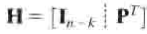 H = [I_{n-k} ⋮ P^T]